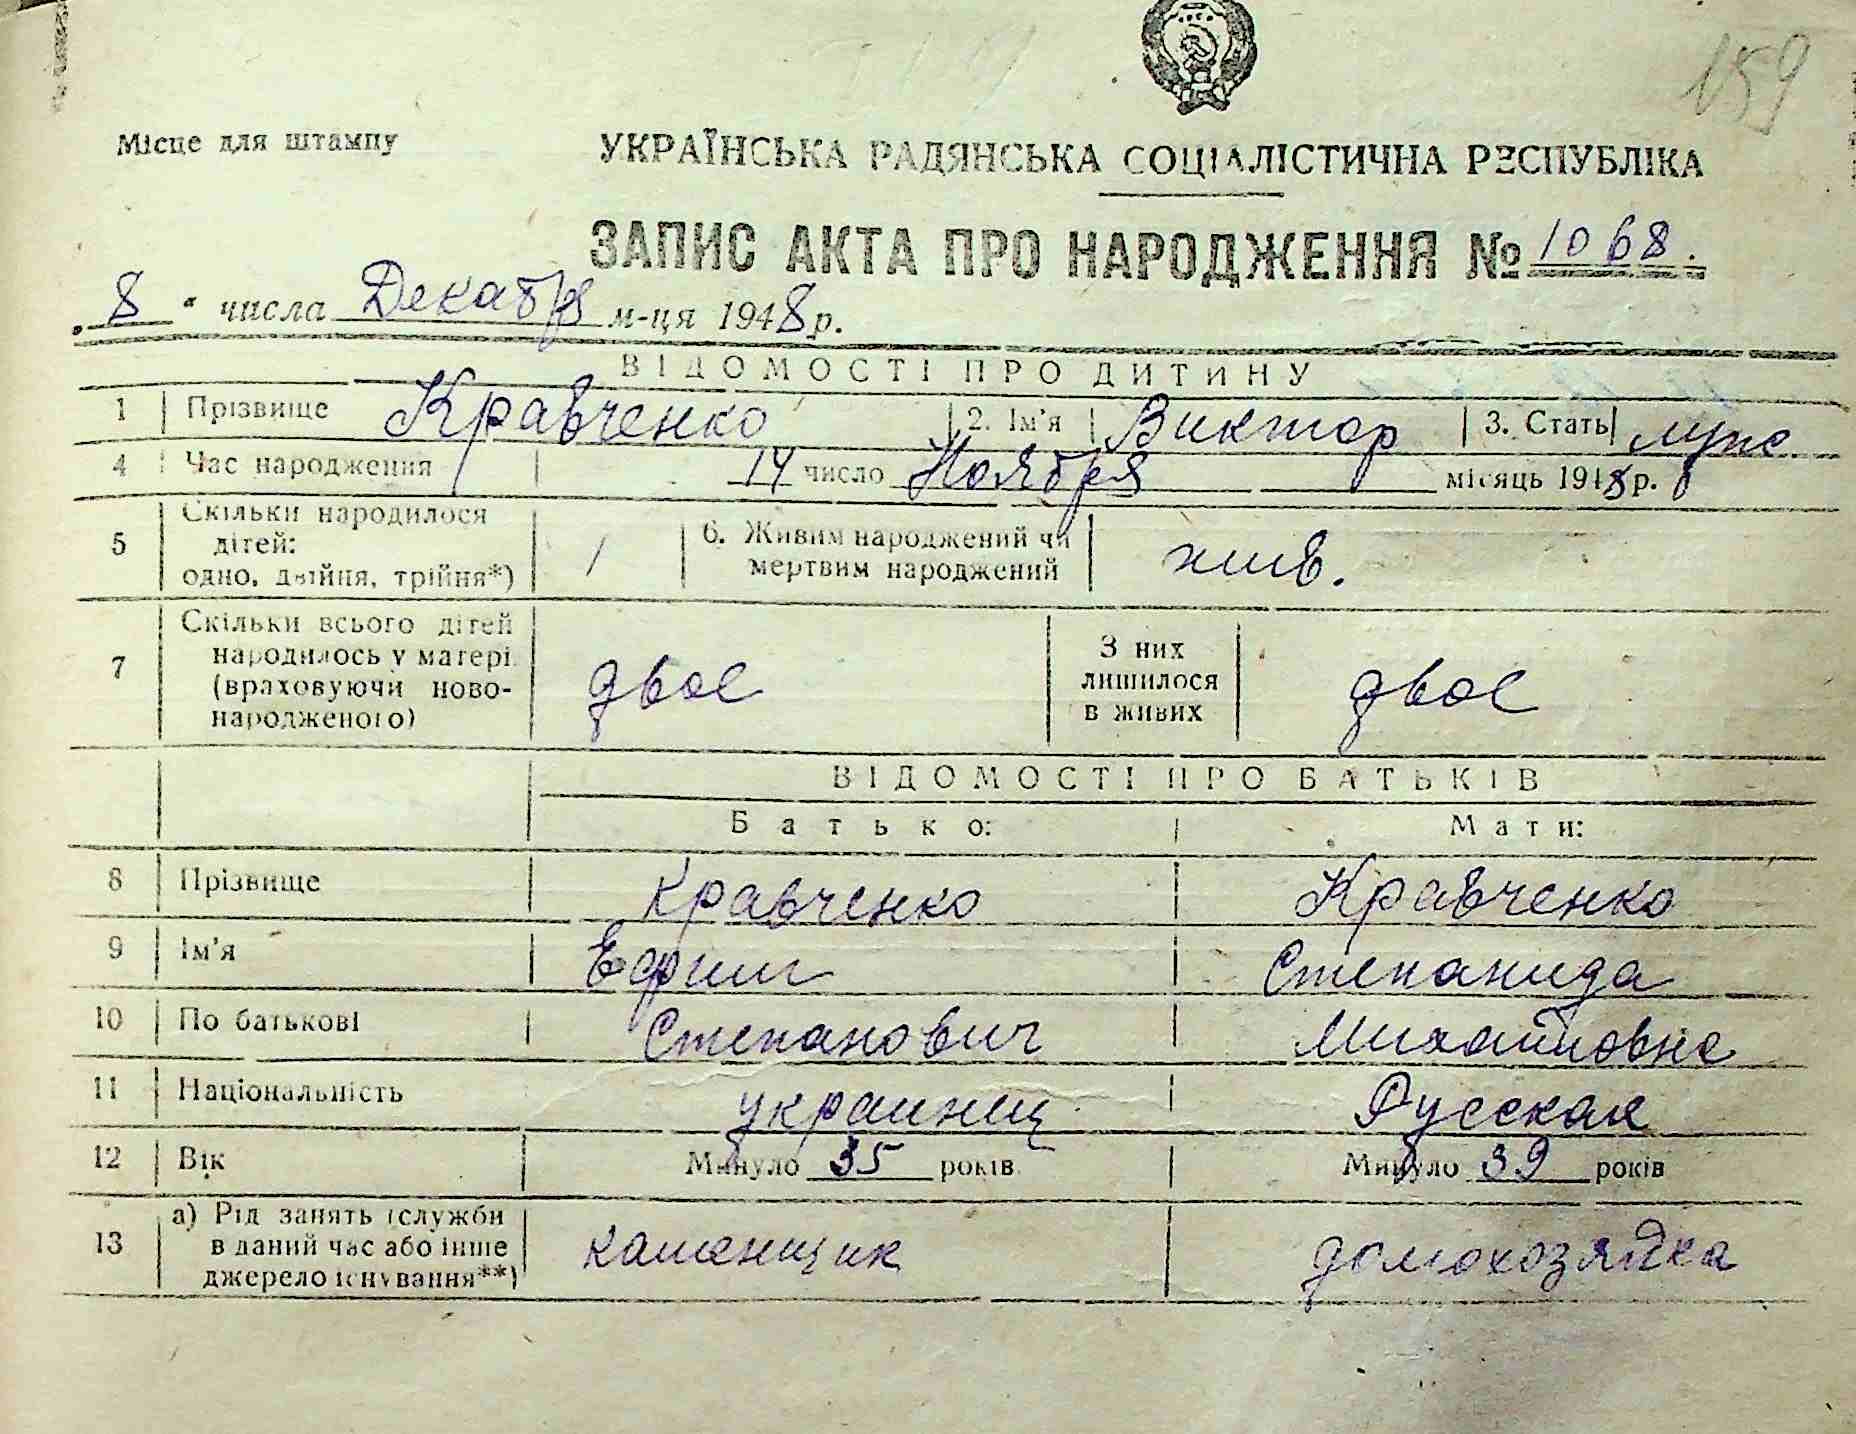 159
Місце для штампу
УКРАЇНСЬКА РАДЯНСЬКА СОЦІАЛІСТИЧНА РЕСПУБЛІКА
ЗАПИС АКТА ПРО НАРОДЖЕННЯ № 1068.
„8" числа Декабря м-ця 1948 р.
ВІДОМОСТІ ПРО ДИТИНУ
1 Прізвище Кравченко 2. Ім'я Виктор 3. Стать муж.
4 Час народження 14 число Ноября місяць 1948 р.
5 Скільки народилося дітей: одно, двійня, трійня*) 1 6. Живим народжений чи мертвим народжений жив.
7 Скільки всього дітей народилось у матері (враховуючи ново-народженого) двое З них лишилося в живих двое
ВІДОМОСТІ ПРО БАТЬКІВ
Батько: Мати:
8 Прізвище Кравченко Кравченко
9 Ім'я Ефим Степанида
10 По батькові Степанович Михайловна
11 Національність украинец Русская
12 Вік Минуло 35 років Минуло 39 років
13 а) Рід занять (служби в даний час або інше джерело існування**) каменщик домохозяйка